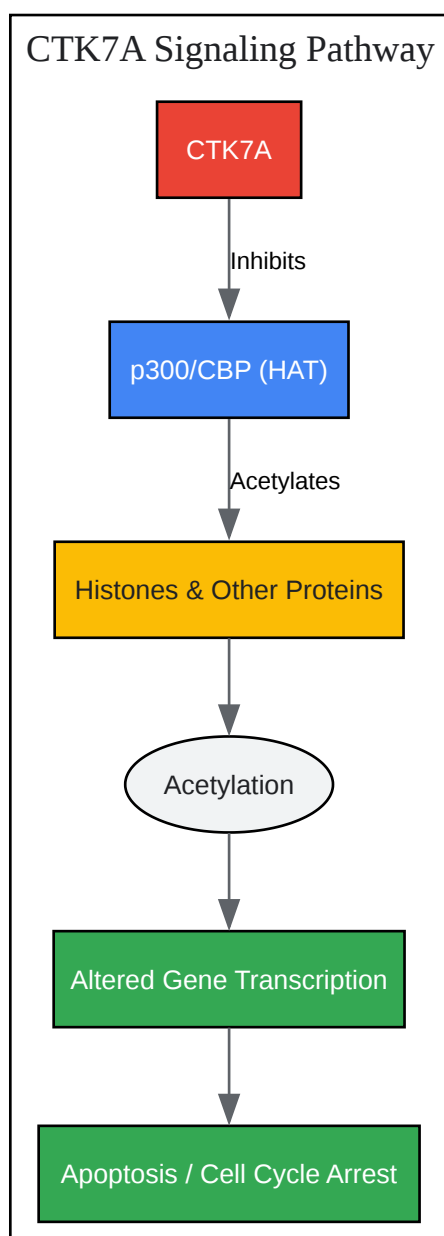 CTK7A Signaling Pathway
CTK7A
Inhibits
p300/CBP (HAT)
Acetylates
Histones & Other Proteins
Acetylation
Altered Gene Transcription
Apoptosis / Cell Cycle Arrest